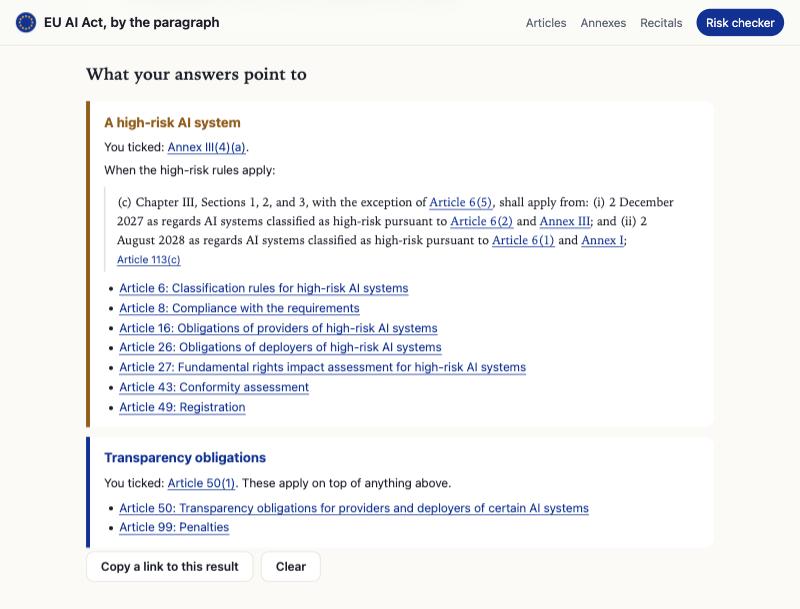 EU AI Act, by the paragraph
Articles Annexes Recitals Risk checker
What your answers point to
A high-risk AI system
You ticked: Annex III(4)(a).
When the high-risk rules apply:
(c) Chapter III, Sections 1, 2, and 3, with the exception of Article 6(5), shall apply from: (i) 2 December
2027 as regards AI systems classified as high-risk pursuant to Article 6(2) and Annex III; and (ii) 2
August 2028 as regards AI systems classified as high-risk pursuant to Article 6(1) and Annex I;
Article 113(c)
• Article 6: Classification rules for high-risk AI systems
• Article 8: Compliance with the requirements
• Article 16: Obligations of providers of high-risk AI systems
• Article 26: Obligations of deployers of high-risk AI systems
• Article 27: Fundamental rights impact assessment for high-risk AI systems
• Article 43: Conformity assessment
• Article 49: Registration
Transparency obligations
You ticked: Article 50(1). These apply on top of anything above.
• Article 50: Transparency obligations for providers and deployers of certain AI systems
• Article 99: Penalties
Copy a link to this result
Clear